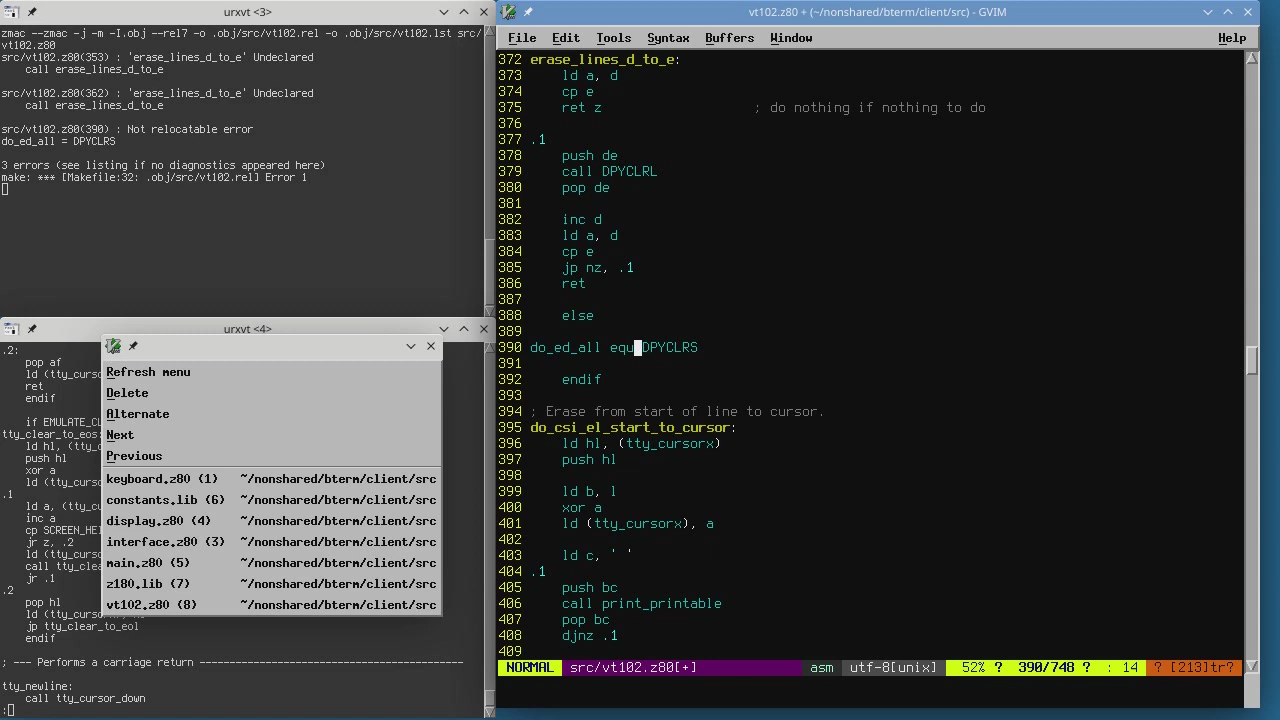 urxvt <3>
zmac --zmac -j -m -I.obj --rel7 -o .obj/src/vt102.rel -o .obj/src/vt102.lst src/
vt102.z80
src/vt102.z80(353) : 'erase_lines_d_to_e' Undeclared
call erase_lines_d_to_e
src/vt102.z80(362) : 'erase_lines_d_to_e' Undeclared
call erase_lines_d_to_e
src/vt102.z80(390) : Not relocatable error
do_ed_all = DPYCLRS
3 errors (see listing if no diagnostics appeared here)
make: *** [Makefile:32: .obj/src/vt102.rel] Error 1
urxvt <4>
.2:
pop af
ld (tty_curs
ret
endif
if EMULATE_CL
tty_clear_to_eos:
ld hl, (tty_c
push hl
xor a
ld (tty_curs
.1
ld a, (tty_cu
inc a
cp SCREEN_HEI
jr z, .2
ld (tty_curso
call tty_clea
jr .1
.2
pop hl
jp tty_clear_to_eol
endif
; --- Performs a carriage return -----------------------------------------
tty_newline:
call tty_cursor_down
:
Refresh menu
Delete
Alternate
Next
Previous
keyboard.z80 (1) ~/nonshared/bterm/client/src
constants.lib (6) ~/nonshared/bterm/client/src
display.z80 (4) ~/nonshared/bterm/client/src
interface.z80 (3) ~/nonshared/bterm/client/src
main.z80 (5) ~/nonshared/bterm/client/src
z180.lib (7) ~/nonshared/bterm/client/src
vt102.z80 (8) ~/nonshared/bterm/client/src
vt102.z80 + (~/nonshared/bterm/client/src) - GVIM
File Edit Tools Syntax Buffers Window Help
372 erase_lines_d_to_e:
373 ld a, d
374 cp e
375 ret z ; do nothing if nothing to do
376
377 .1
378 push de
379 call DPYCLRL
380 pop de
381
382 inc d
383 ld a, d
384 cp e
385 jp nz, .1
386 ret
387
388 else
389
390 do_ed_all equ DPYCLRS
391
392 endif
393
394 ; Erase from start of line to cursor.
395 do_csi_el_start_to_cursor:
396 ld hl, (tty_cursorx)
397 push hl
398
399 ld b, l
400 xor a
401 ld (tty_cursorx), a
402
403 ld c, ' '
404 .1
405 push bc
406 call print_printable
407 pop bc
408 djnz .1
409
NORMAL src/vt102.z80[+] asm utf-8[unix] 52% ? 390/748 ? : 14 ? [213]tr?